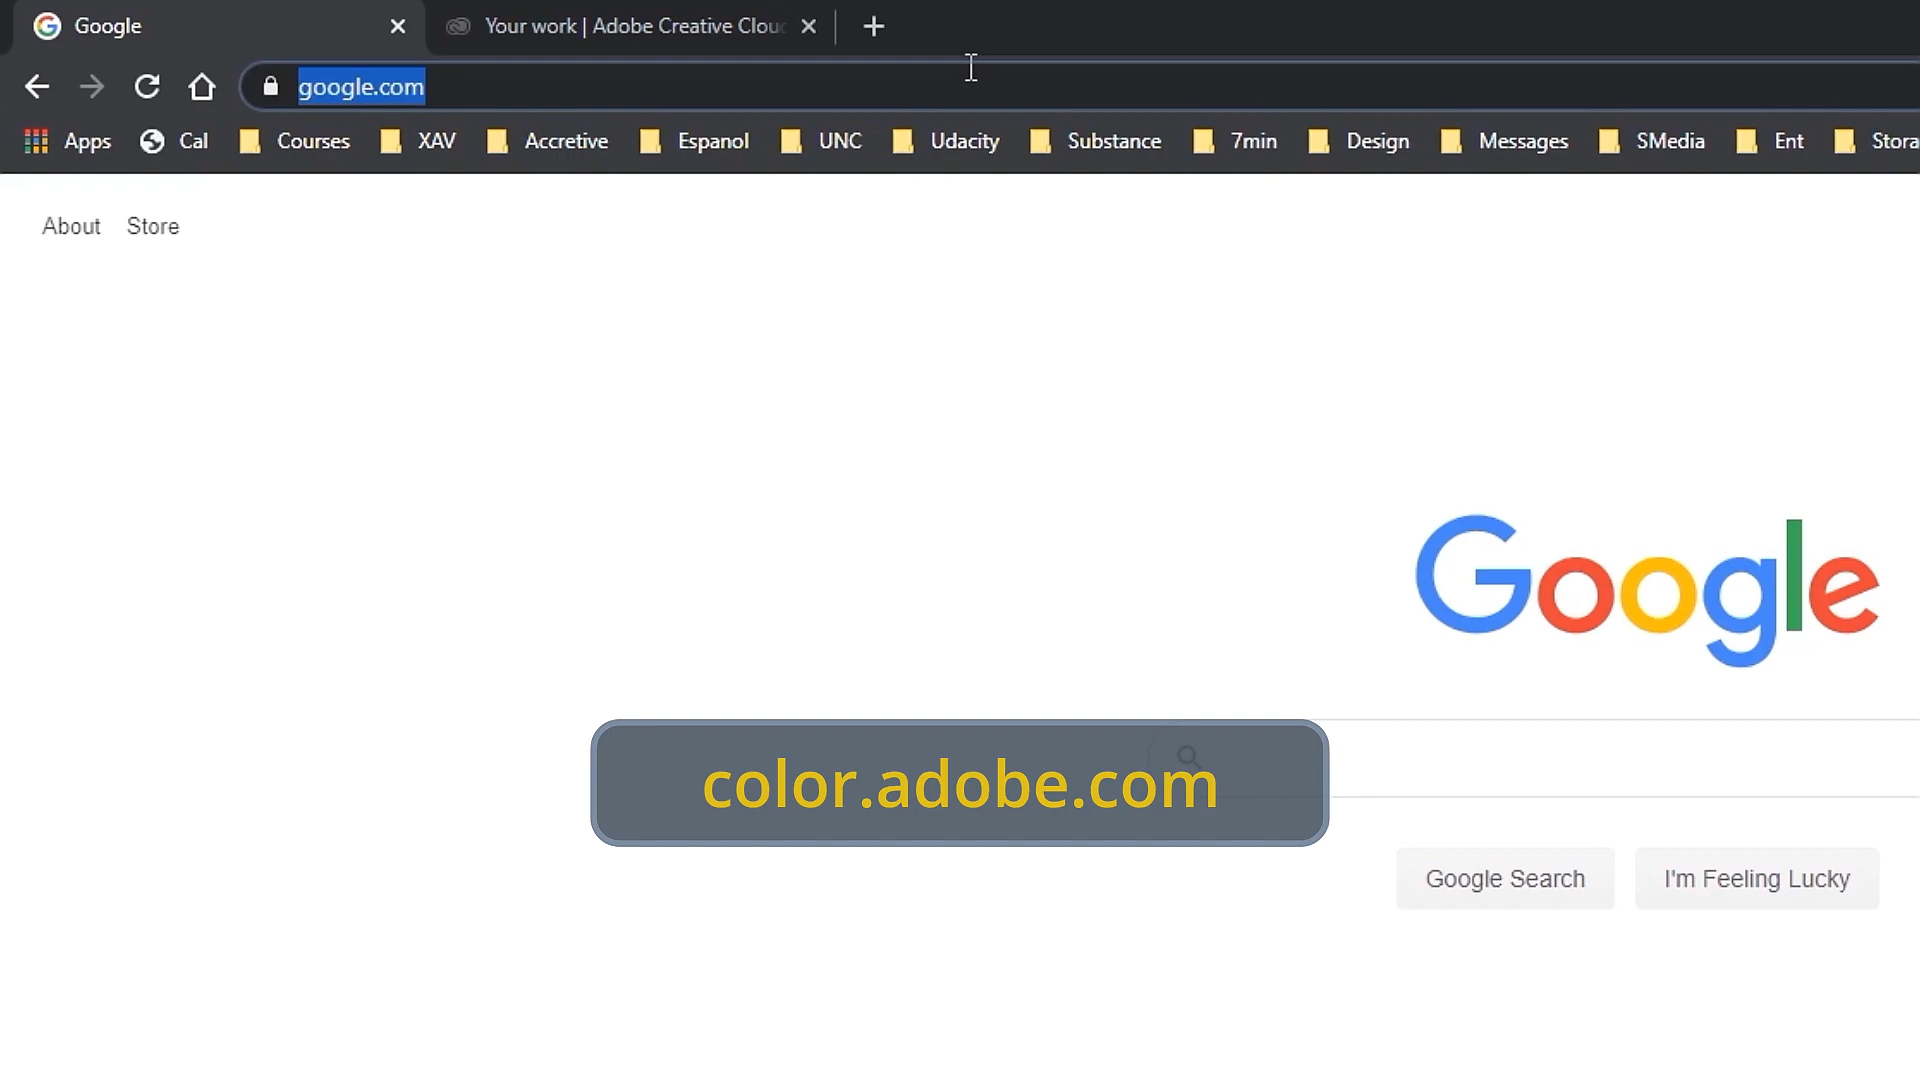 Google
Your work | Adobe Creative Clou
google.com
Apps Cal Courses XAV Accretive Espanol UNC Udacity Substance 7min Design Messages SMedia Ent Stora
About Store
Google
color.adobe.com
Google Search I'm Feeling Lucky